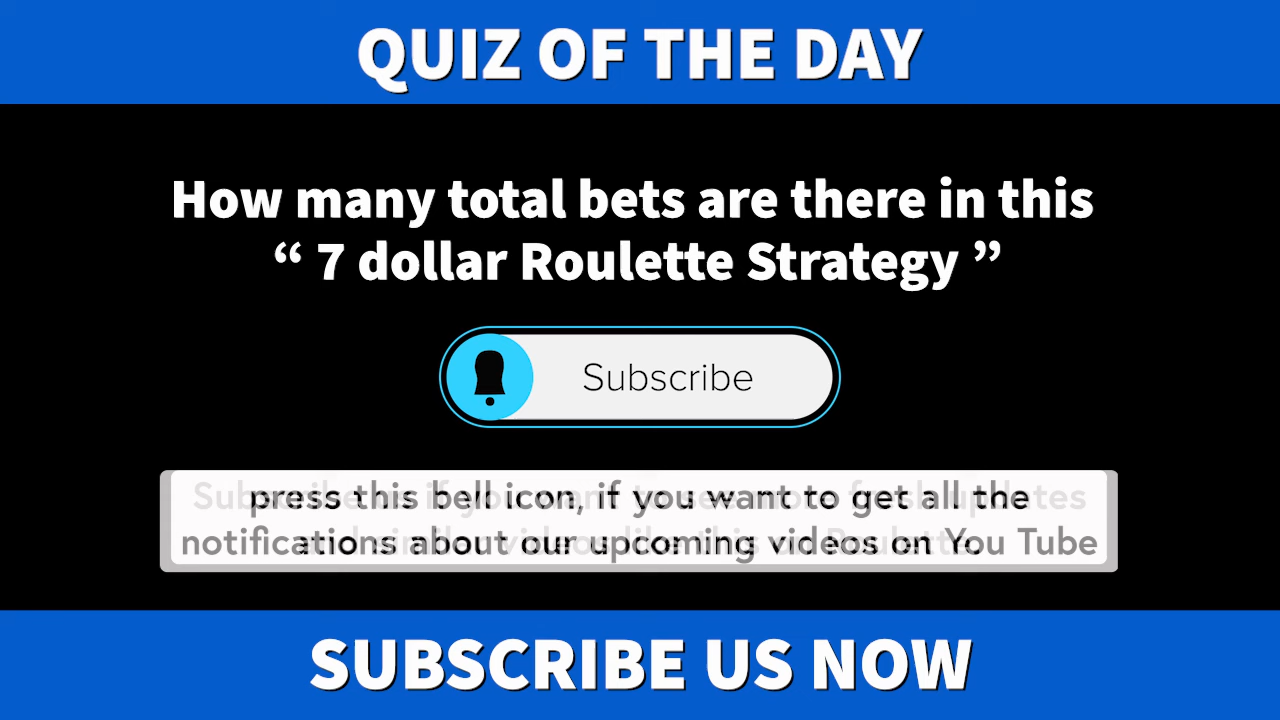 QUIZ OF THE DAY
How many total bets are there in this
“ 7 dollar Roulette Strategy ”
Subscribe
press this bell icon, if you want to get all the
notifications about our upcoming videos on You Tube
SUBSCRIBE US NOW